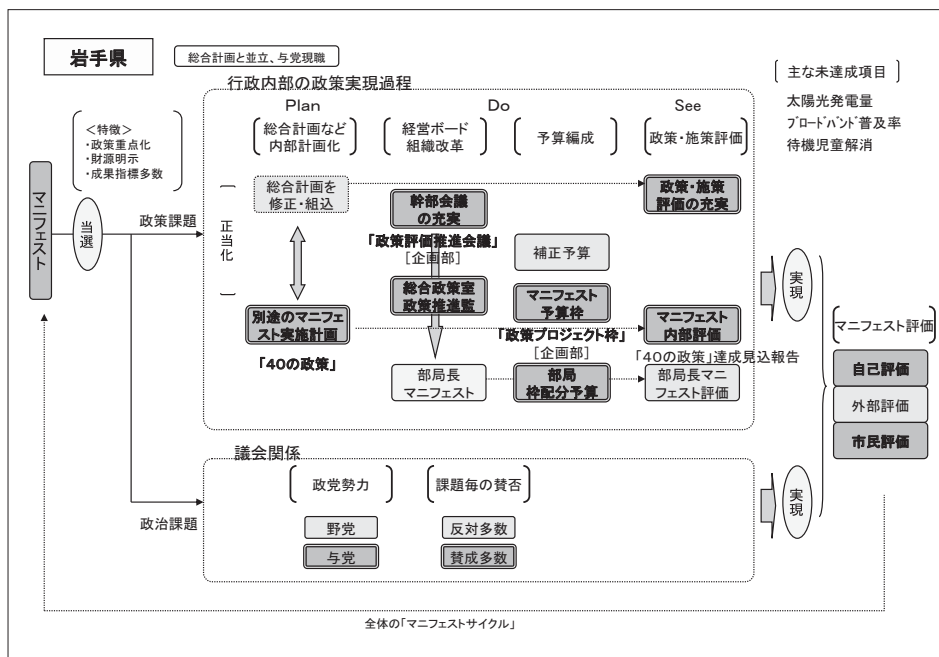 岩手県
総合計画と並立、与党現職
行政内部の政策実現過程
主な未達成項目
太陽光発電量
ブロードバンド普及率
待機児童解消
<特徴>
・政策重点化
・財源明示
・成果指標多数
Plan
Do
See
総合計画など
内部計画化
経営ボード
組織改革
予算編成
政策・施策評価
マニフェスト
当選
政策課題
正当化
総合計画を
修正・組込
幹部会議
の充実
政策・施策
評価の充実
「政策評価推進会議」
[企画部]
補正予算
総合政策室
政策推進監
マニフェスト
予算枠
別途のマニフェ
スト実施計画
マニフェスト
内部評価
「40の政策」
「政策プロジェクト枠」
[企画部]
「40の政策」達成見込報告
部局長
マニフェスト
部局
枠配分予算
部局長マニ
フェスト評価
実現
マニフェスト評価
自己評価
外部評価
市民評価
議会関係
政党勢力
課題毎の賛否
政治課題
野党
反対多数
与党
賛成多数
実現
全体の「マニフェストサイクル」